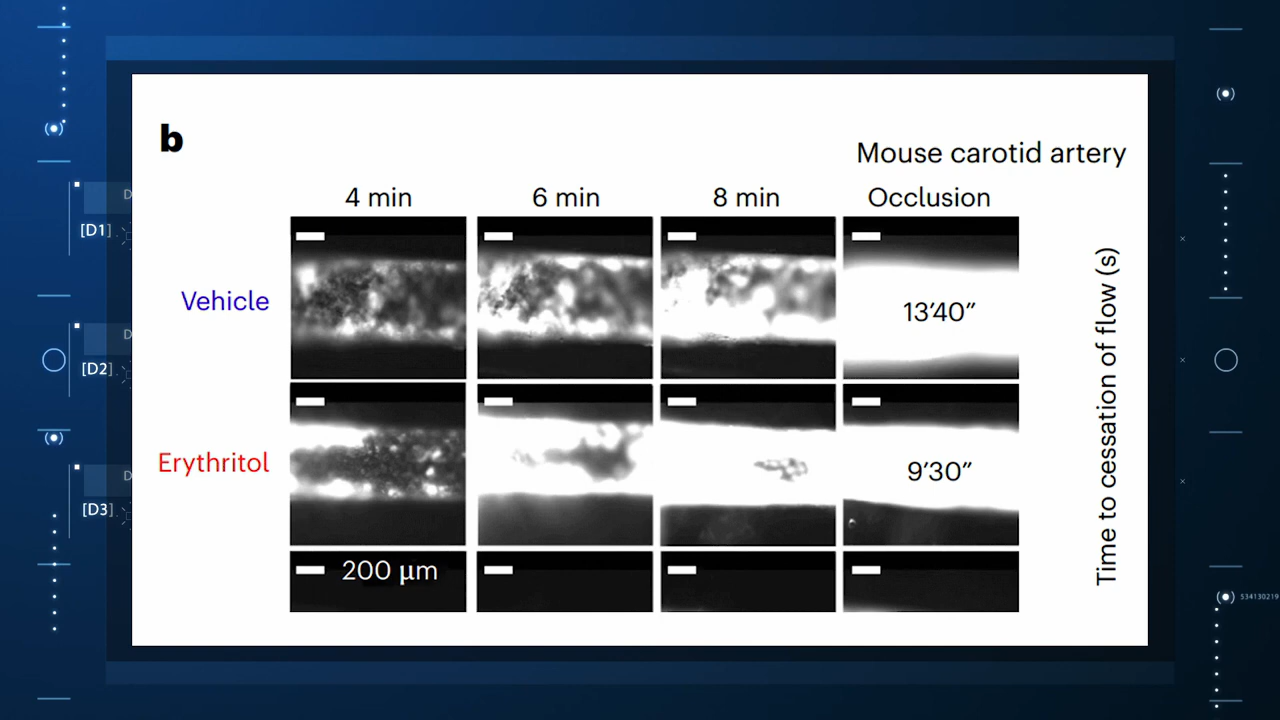 b
Mouse carotid artery
4 min
6 min
8 min
Occlusion
[D1]
Vehicle
13′40″
[D2]
Erythritol
9′30″
[D3]
200 μm
Time to cessation of flow (s)
D
D
D
534130219